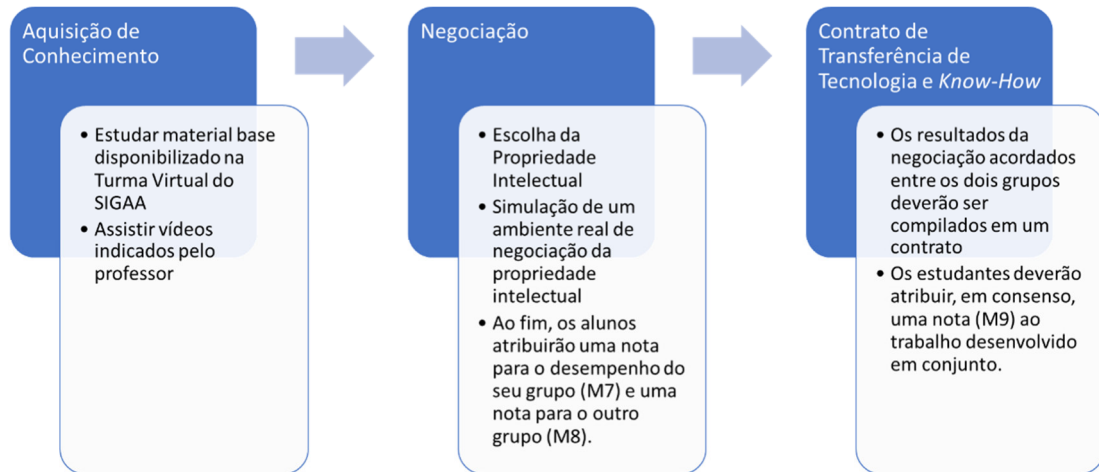 Aquisição de
Conhecimento
• Estudar material base
disponibilizado na
Turma Virtual do
SIGAA
• Assistir vídeos
indicados pelo
professor
Negociação
• Escolha da
Propriedade
Intelectual
• Simulação de um
ambiente real de
negociação da
propriedade
intelectual
• Ao fim, os alunos
atribuirão uma nota
para o desempenho do
seu grupo (M7) e uma
nota para o outro
grupo (M8).
Contrato de
Transferência de
Tecnologia e Know-How
• Os resultados da
negociação acordados
entre os dois grupos
deverão ser
compilados em um
contrato
• Os estudantes deverão
atribuir, em consenso,
uma nota (M9) ao
trabalho desenvolvido
em conjunto.